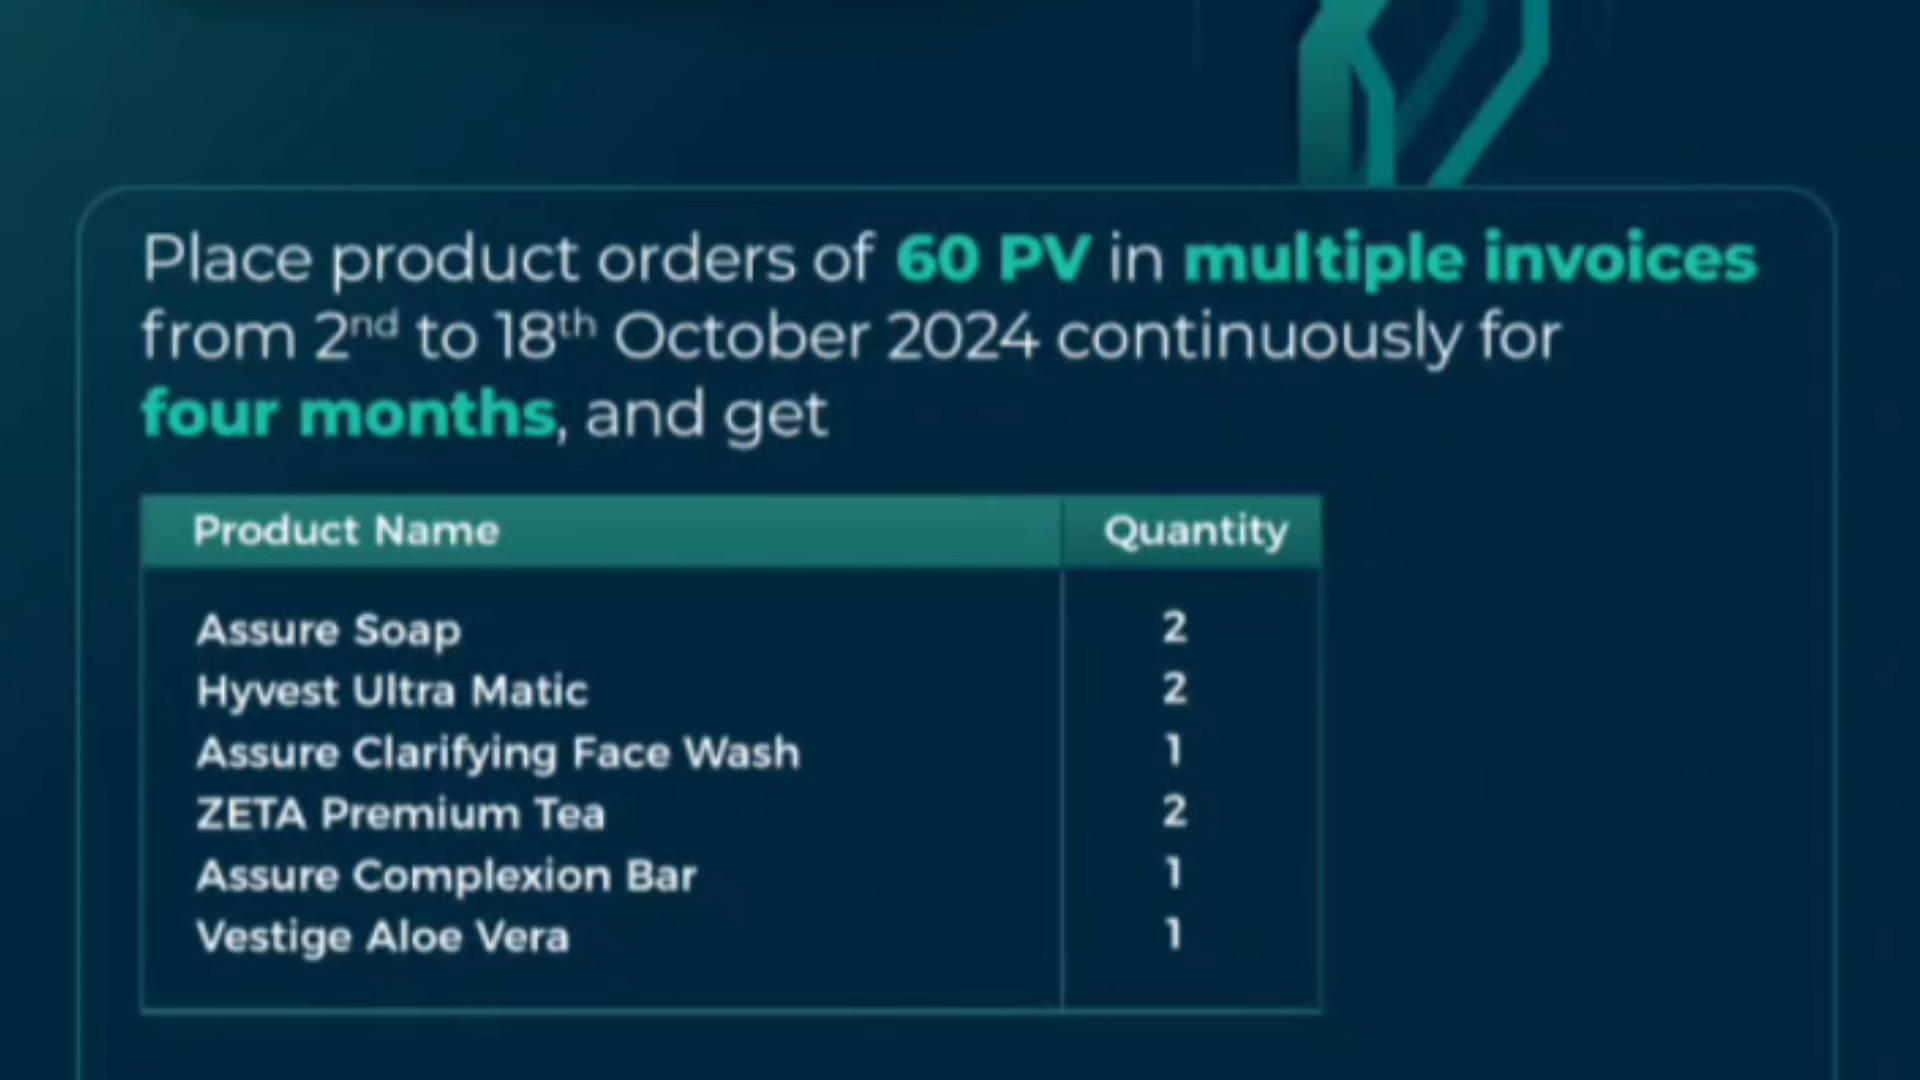 Place product orders of 60 PV in multiple invoices
from 2nd to 18th October 2024 continuously for
four months, and get
Product Name Quantity
Assure Soap 2
Hyvest Ultra Matic 2
Assure Clarifying Face Wash 1
ZETA Premium Tea 2
Assure Complexion Bar 1
Vestige Aloe Vera 1